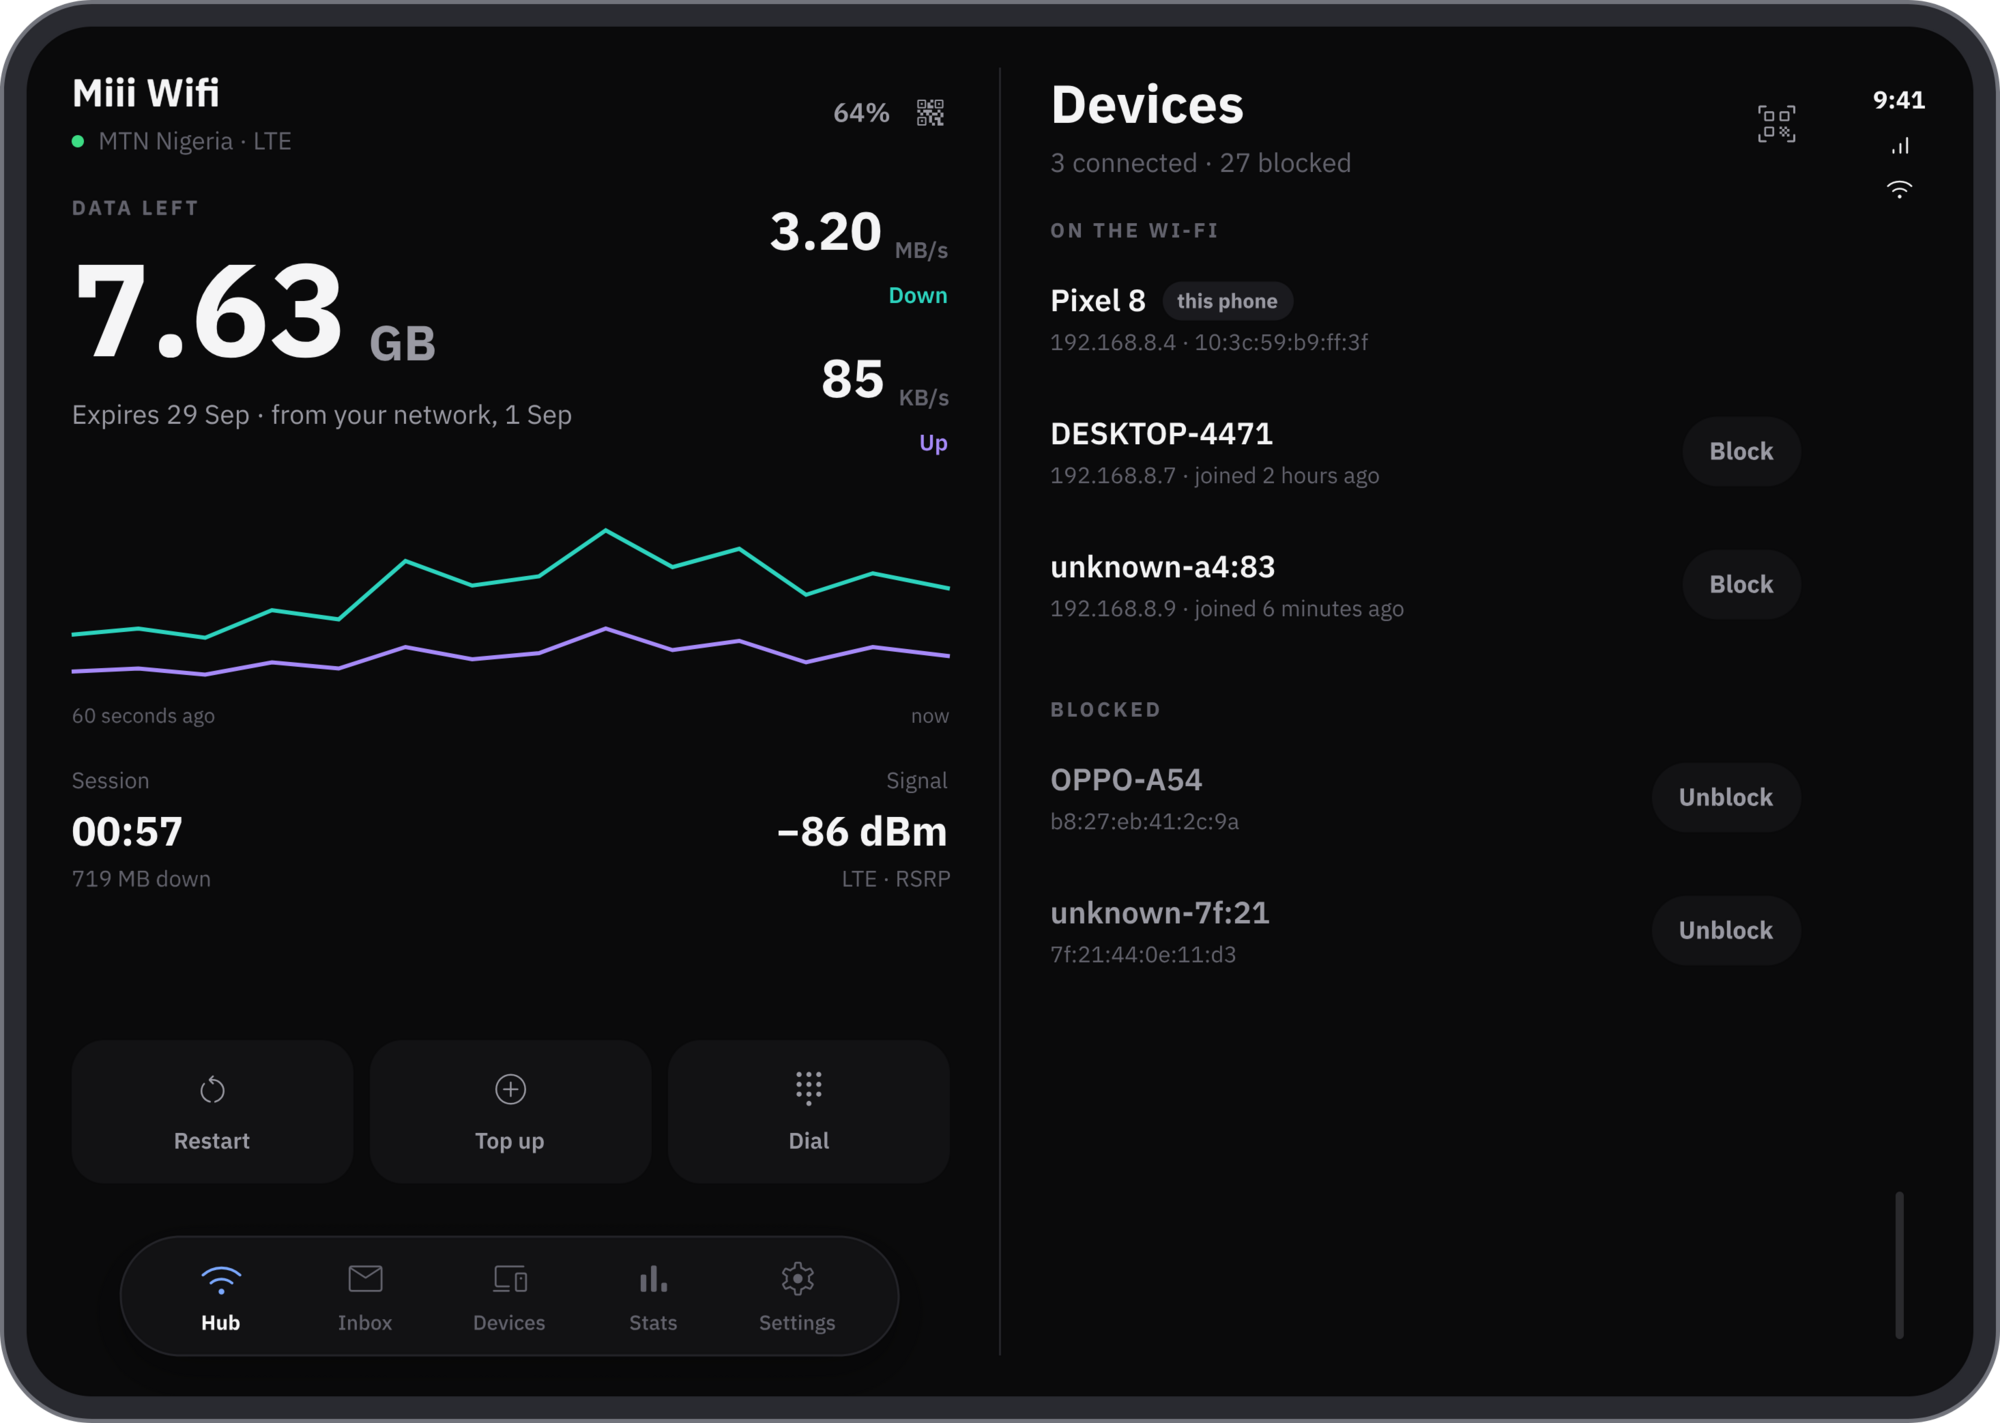 Miii Wifi
MTN Nigeria · LTE
64%
DATA LEFT
7.63 GB
Expires 29 Sep · from your network, 1 Sep
3.20 MB/s
Down
85 KB/s
Up
60 seconds ago
now
Session
00:57
719 MB down
Signal
−86 dBm
LTE · RSRP
Restart
Top up
Dial
Hub
Inbox
Devices
Stats
Settings
Devices
3 connected · 27 blocked
9:41
ON THE WI-FI
Pixel 8 this phone
192.168.8.4 · 10:3c:59:b9:ff:3f
DESKTOP-4471
192.168.8.7 · joined 2 hours ago
Block
unknown-a4:83
192.168.8.9 · joined 6 minutes ago
Block
BLOCKED
OPPO-A54
b8:27:eb:41:2c:9a
Unblock
unknown-7f:21
7f:21:44:0e:11:d3
Unblock